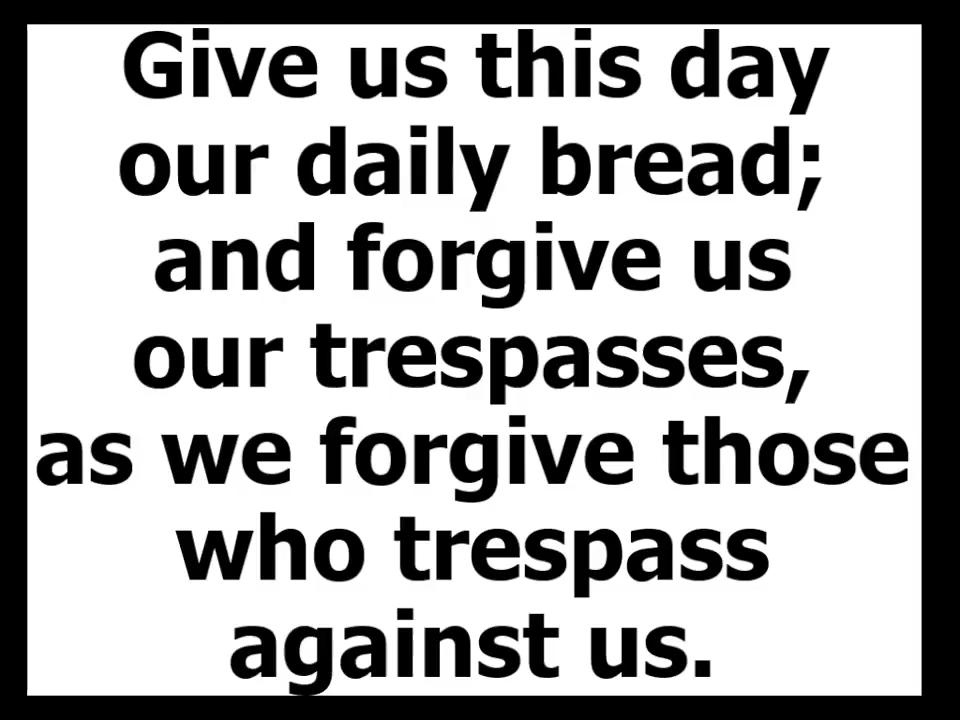 Give us this day
our daily bread;
and forgive us
our trespasses,
as we forgive those
who trespass
against us.